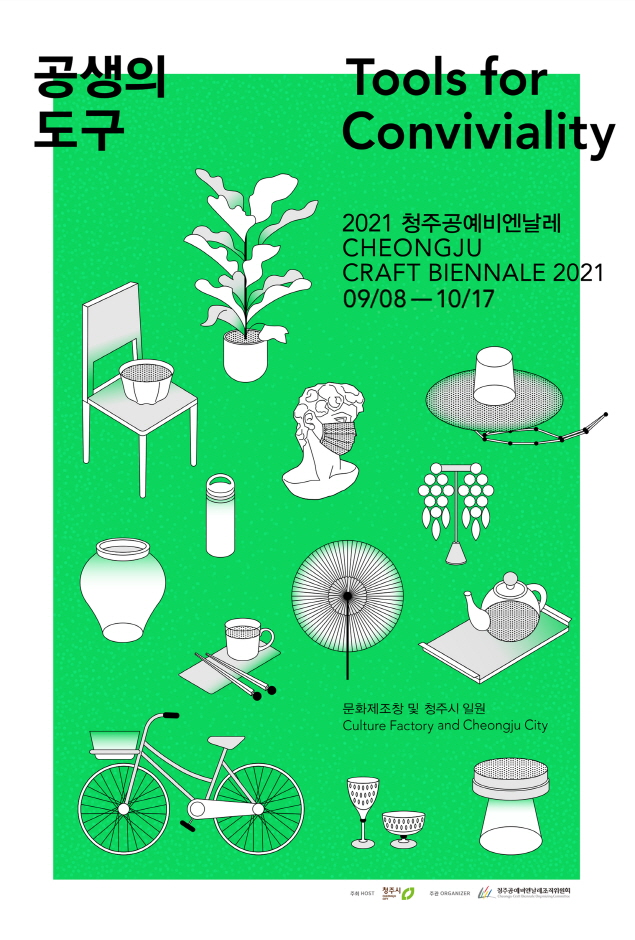 공생의
도구
Tools for
Conviviality
2021 청주공예비엔날레
CHEONGJU
CRAFT BIENNALE 2021
09/08 — 10/17
문화제조창 및 청주시 일원
Culture Factory and Cheongju City
주최 HOST 청주시 주관 ORGANIZER 청주공예비엔날레조직위원회